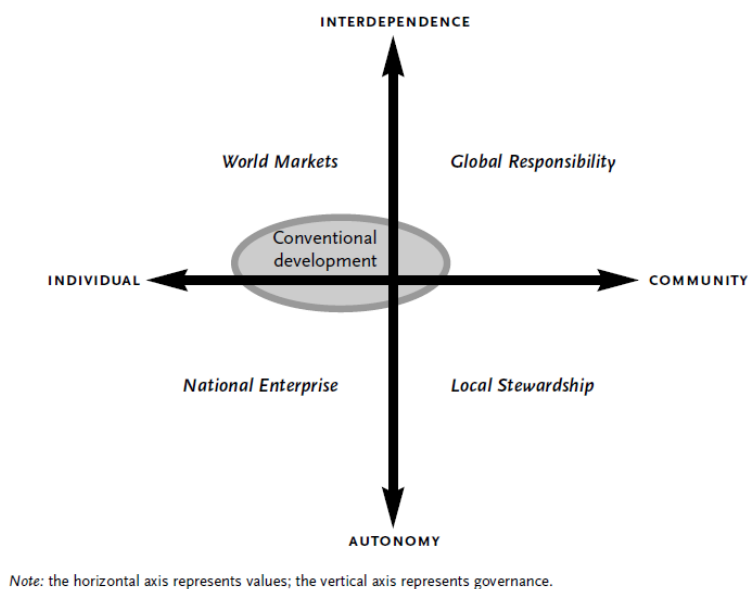 INTERDEPENDENCE
World Markets
Global Responsibility
Conventional
development
INDIVIDUAL
COMMUNITY
National Enterprise
Local Stewardship
AUTONOMY
Note: the horizontal axis represents values; the vertical axis represents governance.